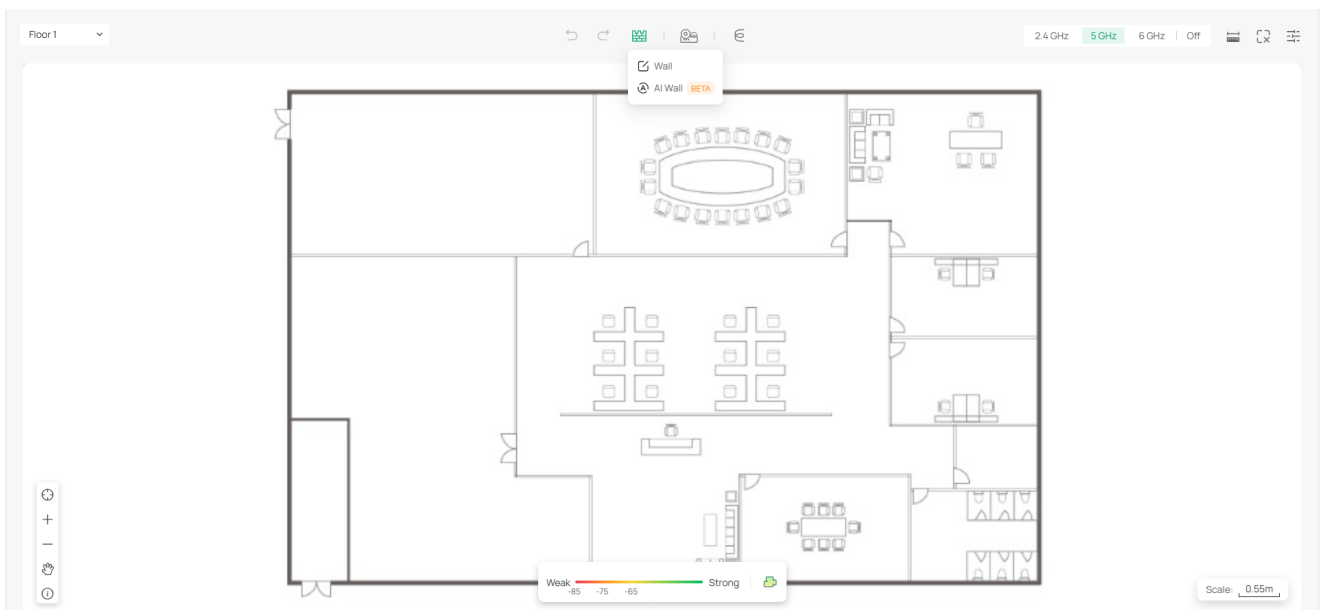 Floor 1
2.4 GHz 5 GHz 6 GHz Off
Wall
AI Wall BETA
Weak Strong
-85 -75 -65
Scale: 0.55m